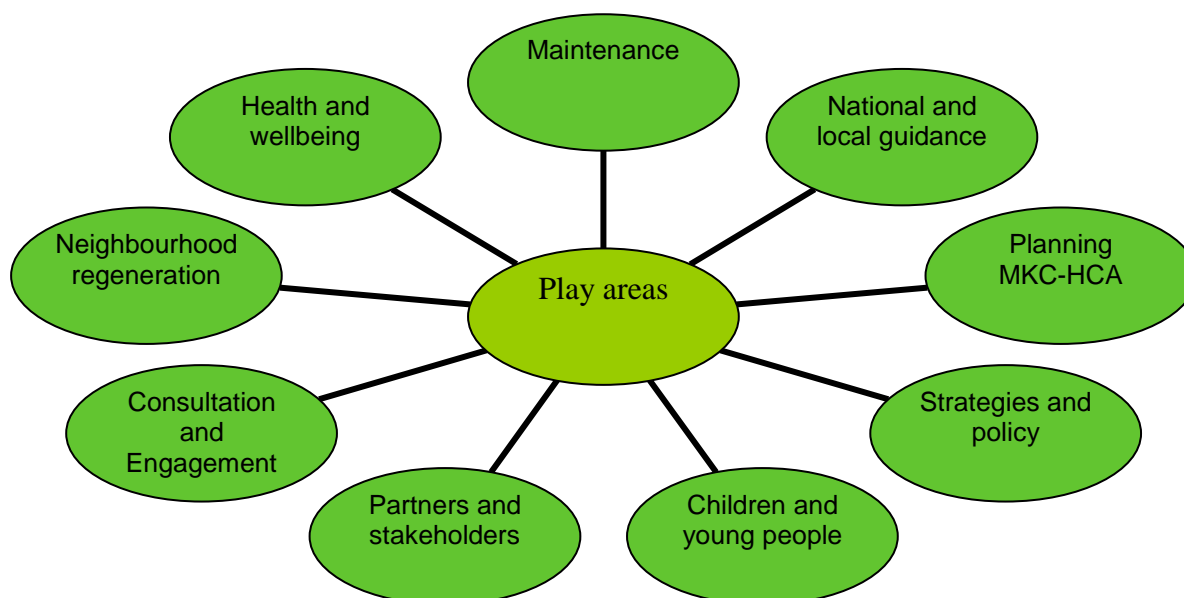 Maintenance
Health and
wellbeing
National and
local guidance
Neighbourhood
regeneration
Planning
MKC-HCA
Play areas
Consultation
and
Engagement
Strategies and
policy
Partners and
stakeholders
Children and
young people